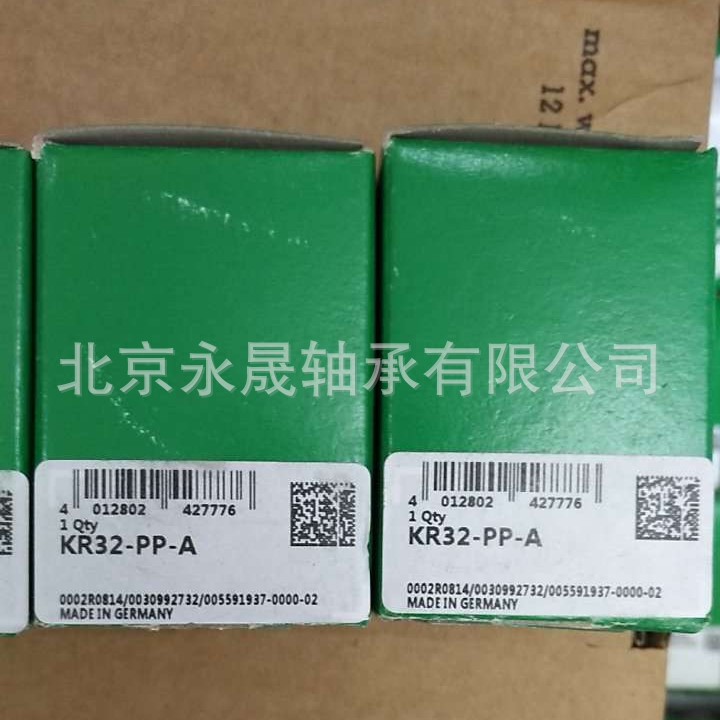 max. w
12
北京永晟轴承有限公司
4 012802 427776
1 Qty
KR32-PP-A
0002R0814/0030992732/005591937-0000-02
MADE IN GERMANY
4 012802 427776
1 Qty
KR32-PP-A
0002R0814/0030992732/005591937-0000-02
MADE IN GERMANY